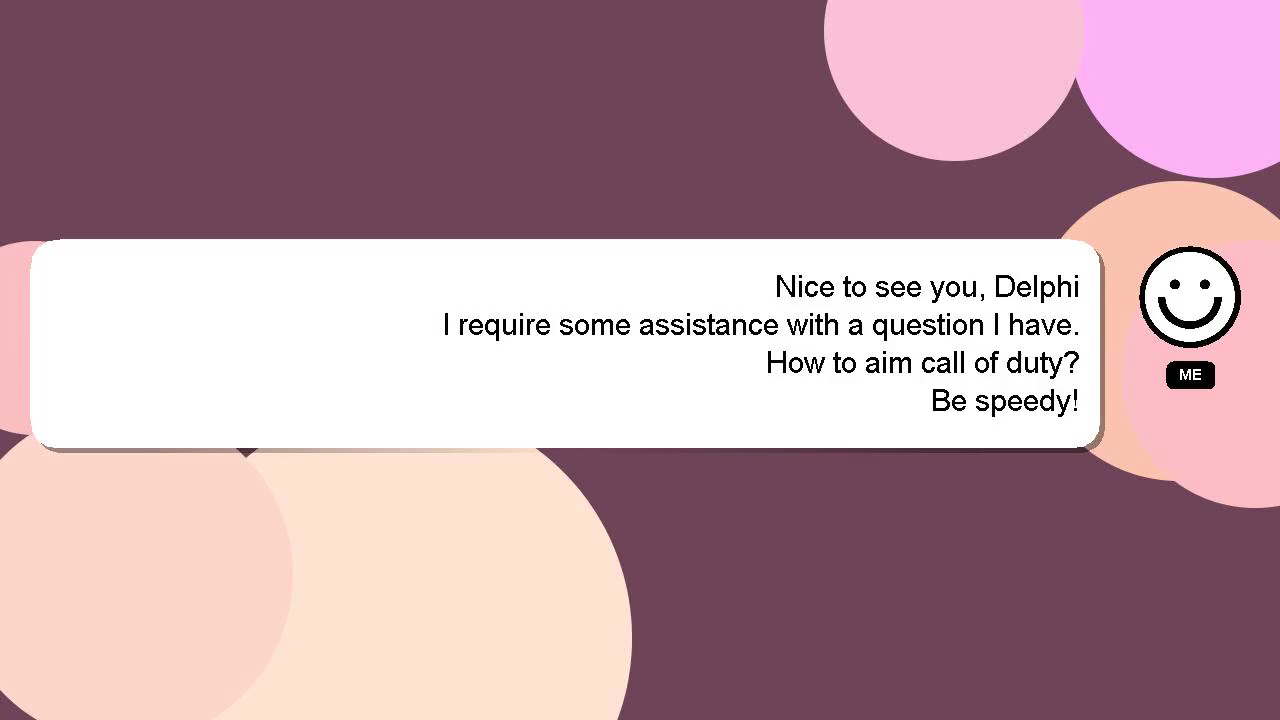 Nice to see you, Delphi
I require some assistance with a question I have.
How to aim call of duty?
Be speedy!
ME